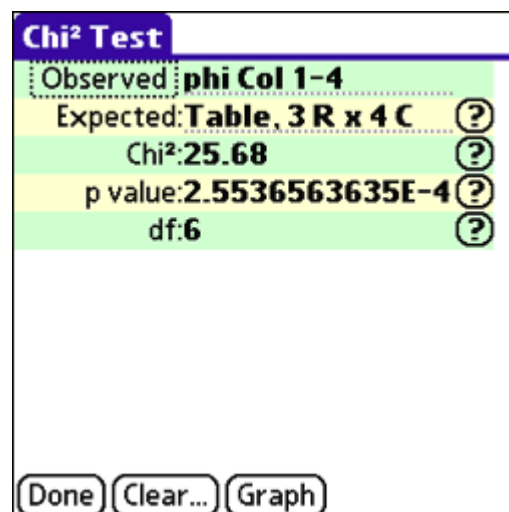 Chi² Test
Observed phi Col 1-4
Expected: Table, 3 R x 4 C ?
Chi²: 25.68 ?
p value: 2.5536563635E-4 ?
df: 6 ?
Done Clear... Graph